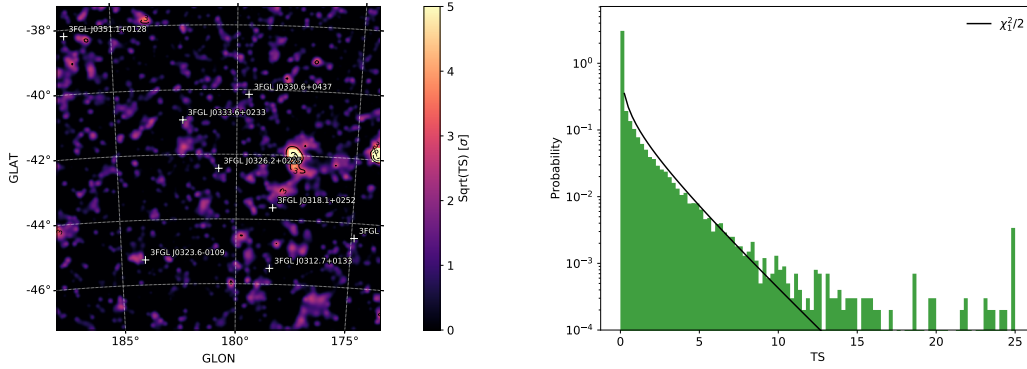 -38°
-40°
-42°
-44°
-46°
GLAT
185°
180°
175°
GLON
3FGL J0351.1+0128
3FGL J0330.6+0437
3FGL J0333.6+0233
3FGL J0326.2+0225
3FGL J0318.1+0252
3FGL
3FGL J0323.6-0109
3FGL J0312.7+0133
5
4
3
2
1
0
Sqrt(TS) [σ]
χ₁²/2
10⁰
10⁻¹
10⁻²
10⁻³
10⁻⁴
Probability
0
5
10
15
20
25
TS